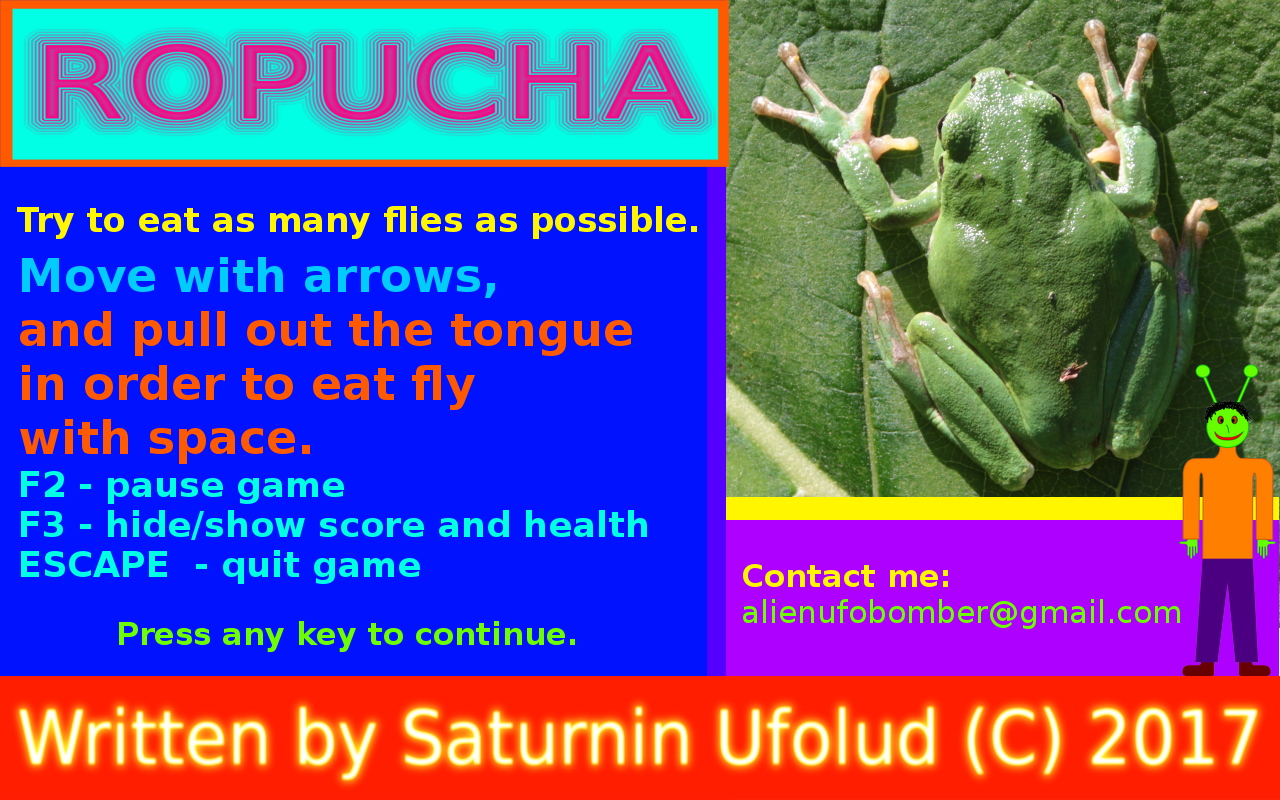 ROPUCHA
Try to eat as many flies as possible.
Move with arrows,
and pull out the tongue
in order to eat fly
with space.
F2 - pause game
F3 - hide/show score and health
ESCAPE  - quit game
Press any key to continue.
Contact me:
alienufobomber@gmail.com
Written by Saturnin Ufolud (C) 2017